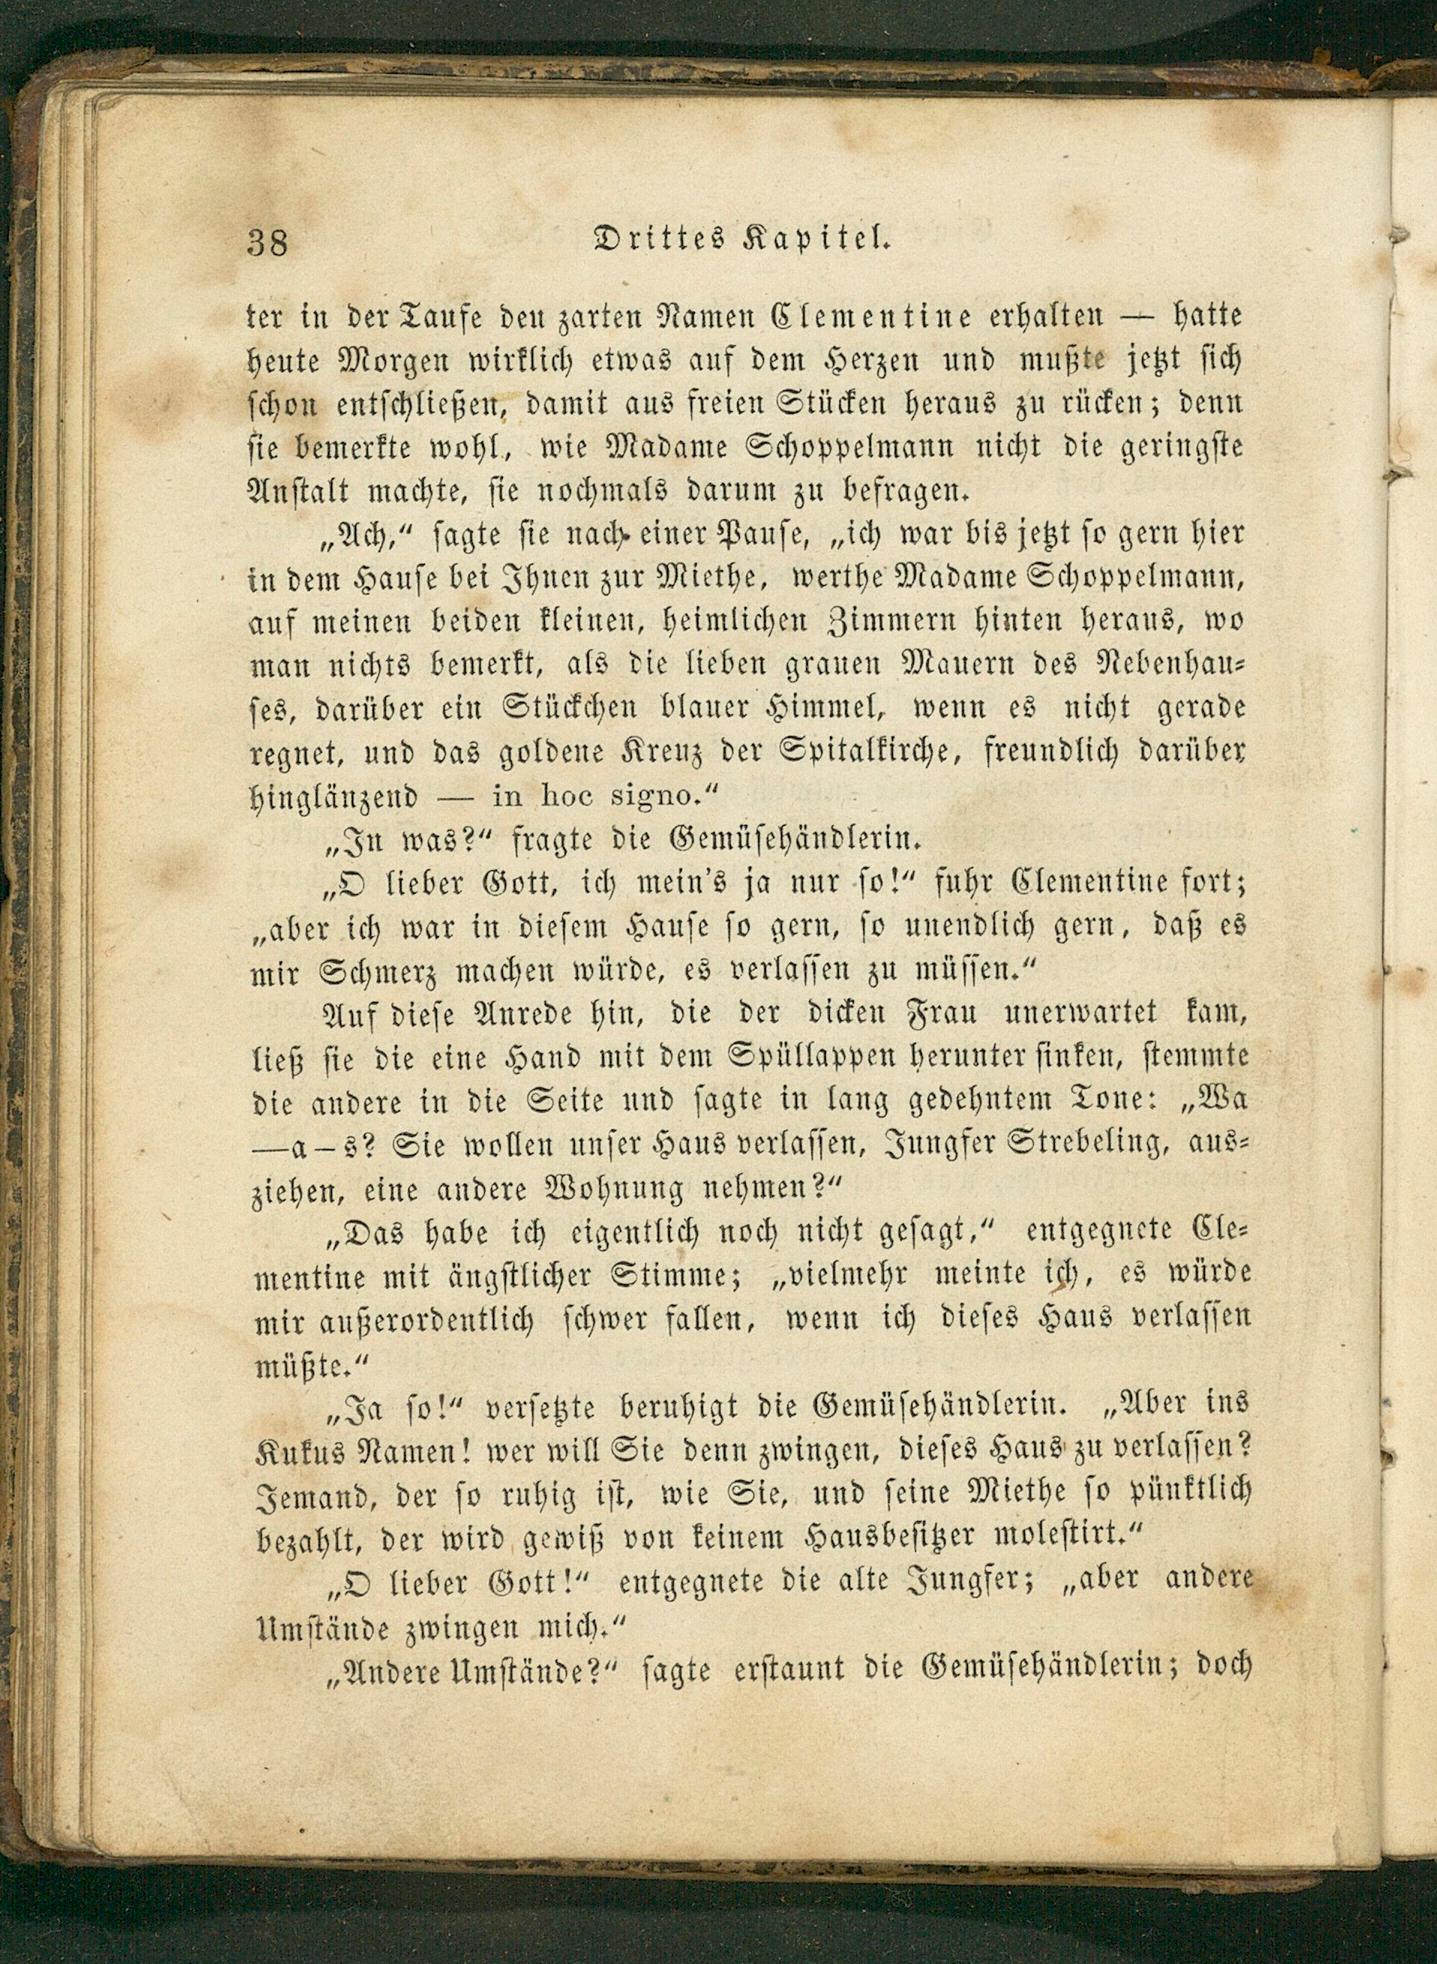 38
Drittes Kapitel.
ter in der Taufe den zarten Namen Clementine erhalten — hatte
heute Morgen wirklich etwas auf dem Herzen und mußte jetzt sich
schon entschließen, damit aus freien Stücken heraus zu rücken; denn
sie bemerkte wohl, wie Madame Schoppelmann nicht die geringste
Anstalt machte, sie nochmals darum zu befragen.
„Ach,“ sagte sie nach einer Pause, „ich war bis jetzt so gern hier
in dem Hause bei Ihnen zur Miethe, werthe Madame Schoppelmann,
auf meinen beiden kleinen, heimlichen Zimmern hinten heraus, wo
man nichts bemerkt, als die lieben grauen Mauern des Nebenhau-
ses, darüber ein Stückchen blauer Himmel, wenn es nicht gerade
regnet, und das goldene Kreuz der Spitalkirche, freundlich darüber
hinglänzend — in hoc signo.“
„In was?“ fragte die Gemüsehändlerin.
„O lieber Gott, ich mein's ja nur so!“ fuhr Clementine fort;
„aber ich war in diesem Hause so gern, so unendlich gern, daß es
mir Schmerz machen würde, es verlassen zu müssen.“
Auf diese Anrede hin, die der dicken Frau unerwartet kam,
ließ sie die eine Hand mit dem Spüllappen herunter sinken, stemmte
die andere in die Seite und sagte in lang gedehntem Tone: „Wa
—a—s? Sie wollen unser Haus verlassen, Jungfer Strebeling, aus-
ziehen, eine andere Wohnung nehmen?“
„Das habe ich eigentlich noch nicht gesagt,“ entgegnete Cle-
mentine mit ängstlicher Stimme; „vielmehr meinte ich, es würde
mir außerordentlich schwer fallen, wenn ich dieses Haus verlassen
müßte.“
„Ja so!“ versetzte beruhigt die Gemüsehändlerin. „Aber ins
Kukus Namen! wer will Sie denn zwingen, dieses Haus zu verlassen?
Jemand, der so ruhig ist, wie Sie, und seine Miethe so pünktlich
bezahlt, der wird gewiß von keinem Hausbesitzer molestirt.“
„O lieber Gott!“ entgegnete die alte Jungfer; „aber andere
Umstände zwingen mich.“
„Andere Umstände?“ sagte erstaunt die Gemüsehändlerin; doch